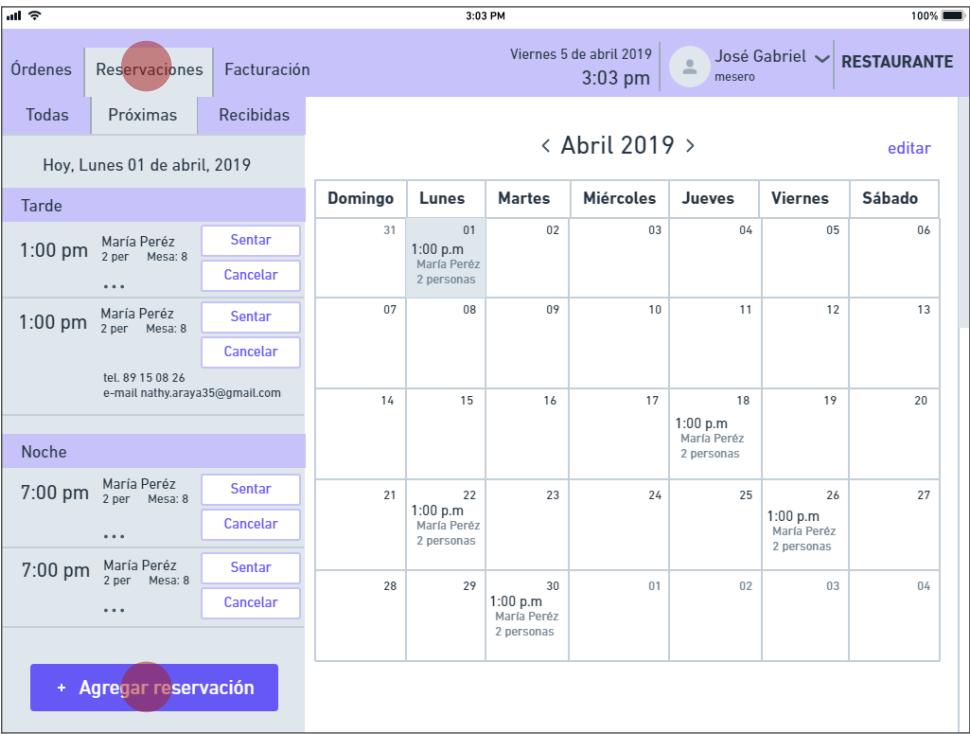 3:03 PM
100%
Órdenes
Reservaciones
Facturación
Viernes 5 de abril 2019
3:03 pm
José Gabriel
mesero
RESTAURANTE
Todas
Próximas
Recibidas
Hoy, Lunes 01 de abril, 2019
Tarde
1:00 pm
María Peréz
2 per Mesa: 8
...
Sentar
Cancelar
1:00 pm
María Peréz
2 per Mesa: 8
Sentar
Cancelar
tel. 89 15 08 26
e-mail nathy.araya35@gmail.com
Noche
7:00 pm
María Peréz
2 per Mesa: 8
...
Sentar
Cancelar
7:00 pm
María Peréz
2 per Mesa: 8
...
Sentar
Cancelar
+ Agregar reservación
< Abril 2019 >
editar
Domingo Lunes Martes Miércoles Jueves Viernes Sábado
31 01 02 03 04 05 06
1:00 p.m
María Peréz
2 personas
07 08 09 10 11 12 13
14 15 16 17 18 19 20
1:00 p.m
María Peréz
2 personas
21 22 23 24 25 26 27
1:00 p.m 1:00 p.m
María Peréz María Peréz
2 personas 2 personas
28 29 30 01 02 03 04
1:00 p.m
María Peréz
2 personas